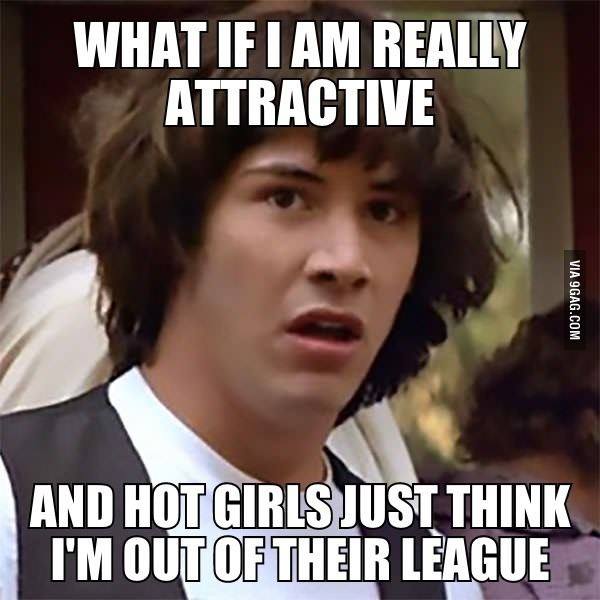 WHAT IF I AM REALLY
ATTRACTIVE
VIA 9GAG.COM
AND HOT GIRLS JUST THINK
I'M OUT OF THEIR LEAGUE